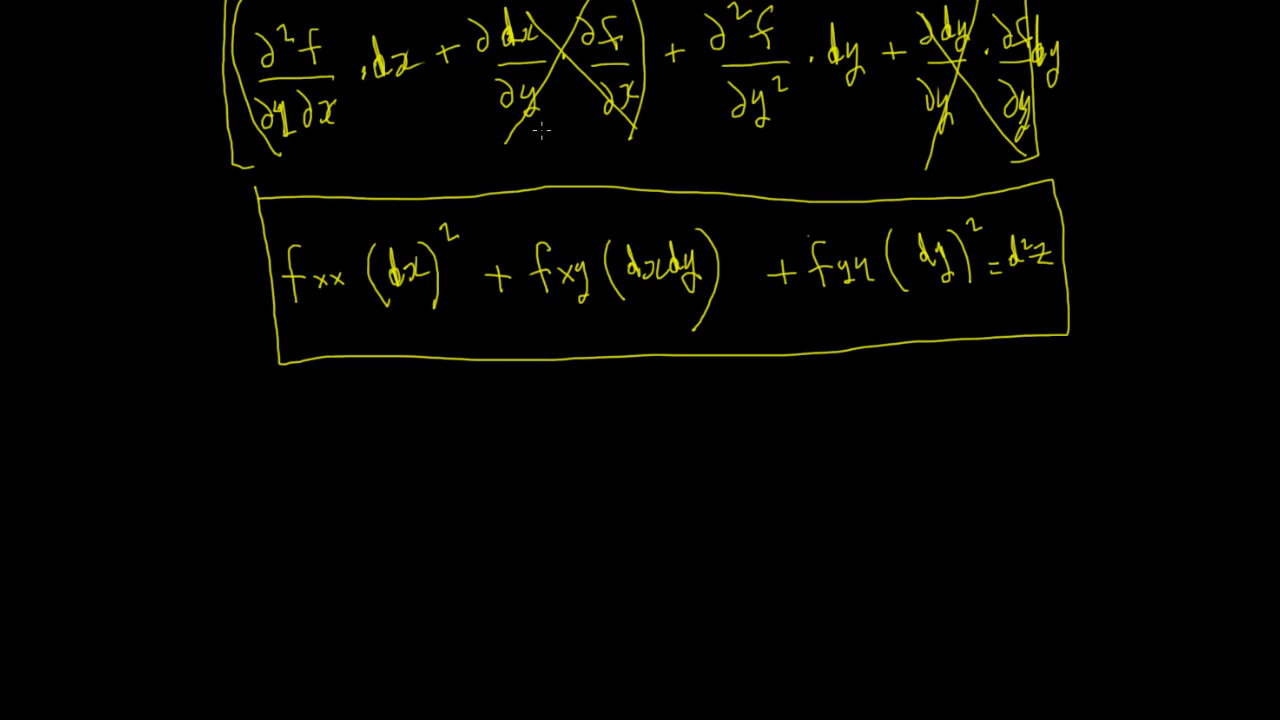 [(∂²f/∂y∂x . dx + ∂dx/∂y . ∂f/∂x) + ∂²f/∂y² . dy + ∂dy/∂y . ∂f/∂y] dy
fxx (dx)² + fxy (dxdy) + fyy (dy)² = d²z